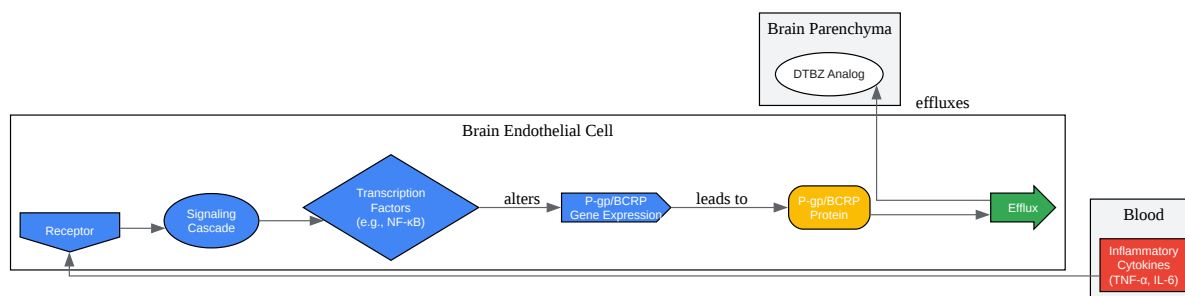 Brain Parenchyma
DTBZ Analog
effluxes
Brain Endothelial Cell
Receptor
Signaling
Cascade
Transcription
Factors
(e.g., NF-κB)
alters
P-gp/BCRP
Gene Expression
leads to
P-gp/BCRP
Protein
Efflux
Blood
Inflammatory
Cytokines
(TNF-α, IL-6)